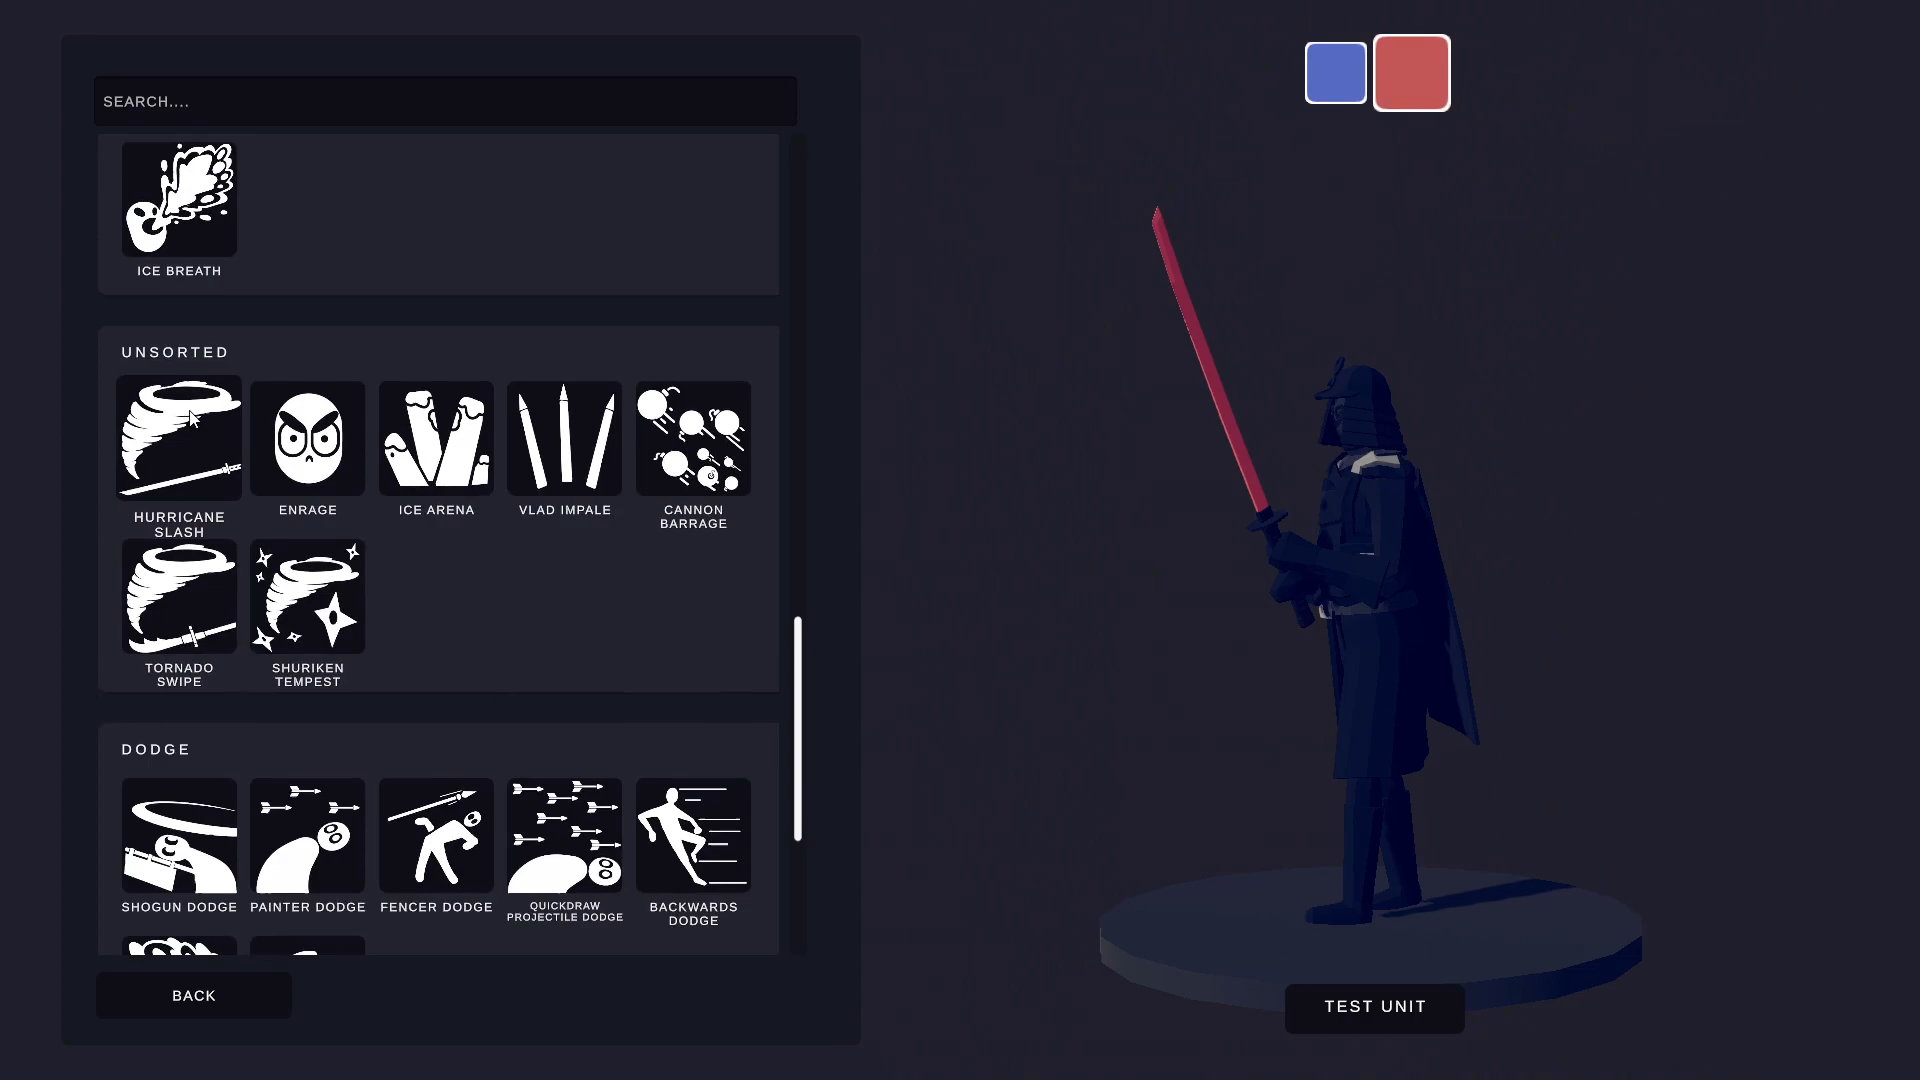 SEARCH....
ICE BREATH
UNSORTED
HURRICANE
SLASH
ENRAGE
ICE ARENA
VLAD IMPALE
CANNON
BARRAGE
TORNADO
SWIPE
SHURIKEN
TEMPEST
DODGE
SHOGUN DODGE
PAINTER DODGE
FENCER DODGE
QUICKDRAW
PROJECTILE DODGE
BACKWARDS
DODGE
BACK
TEST UNIT